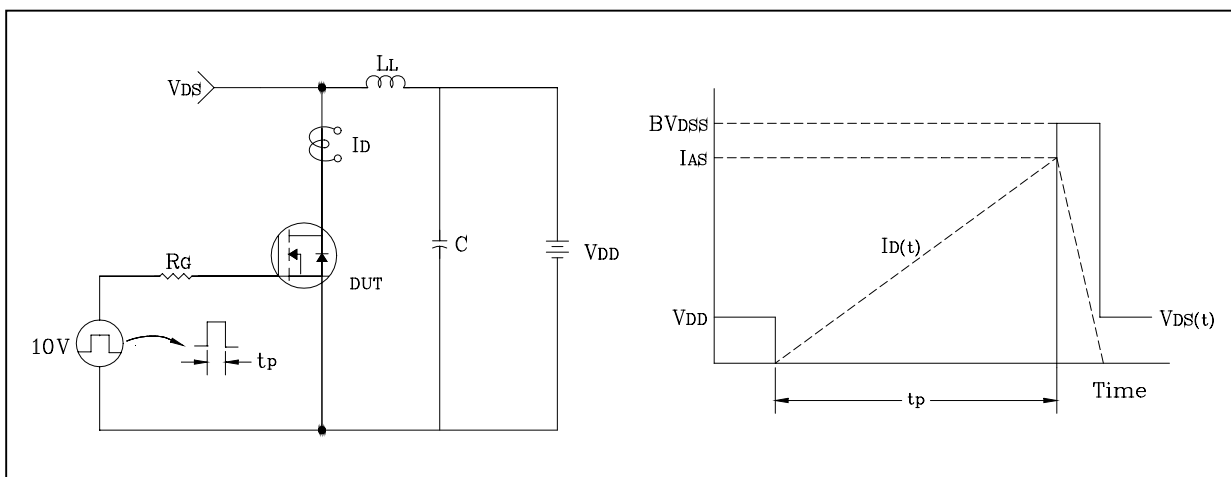 LL
VDS
ID
C
VDD
RG
DUT
10V
tp
BVDSS
IAS
ID(t)
VDD
VDS(t)
Time
tp